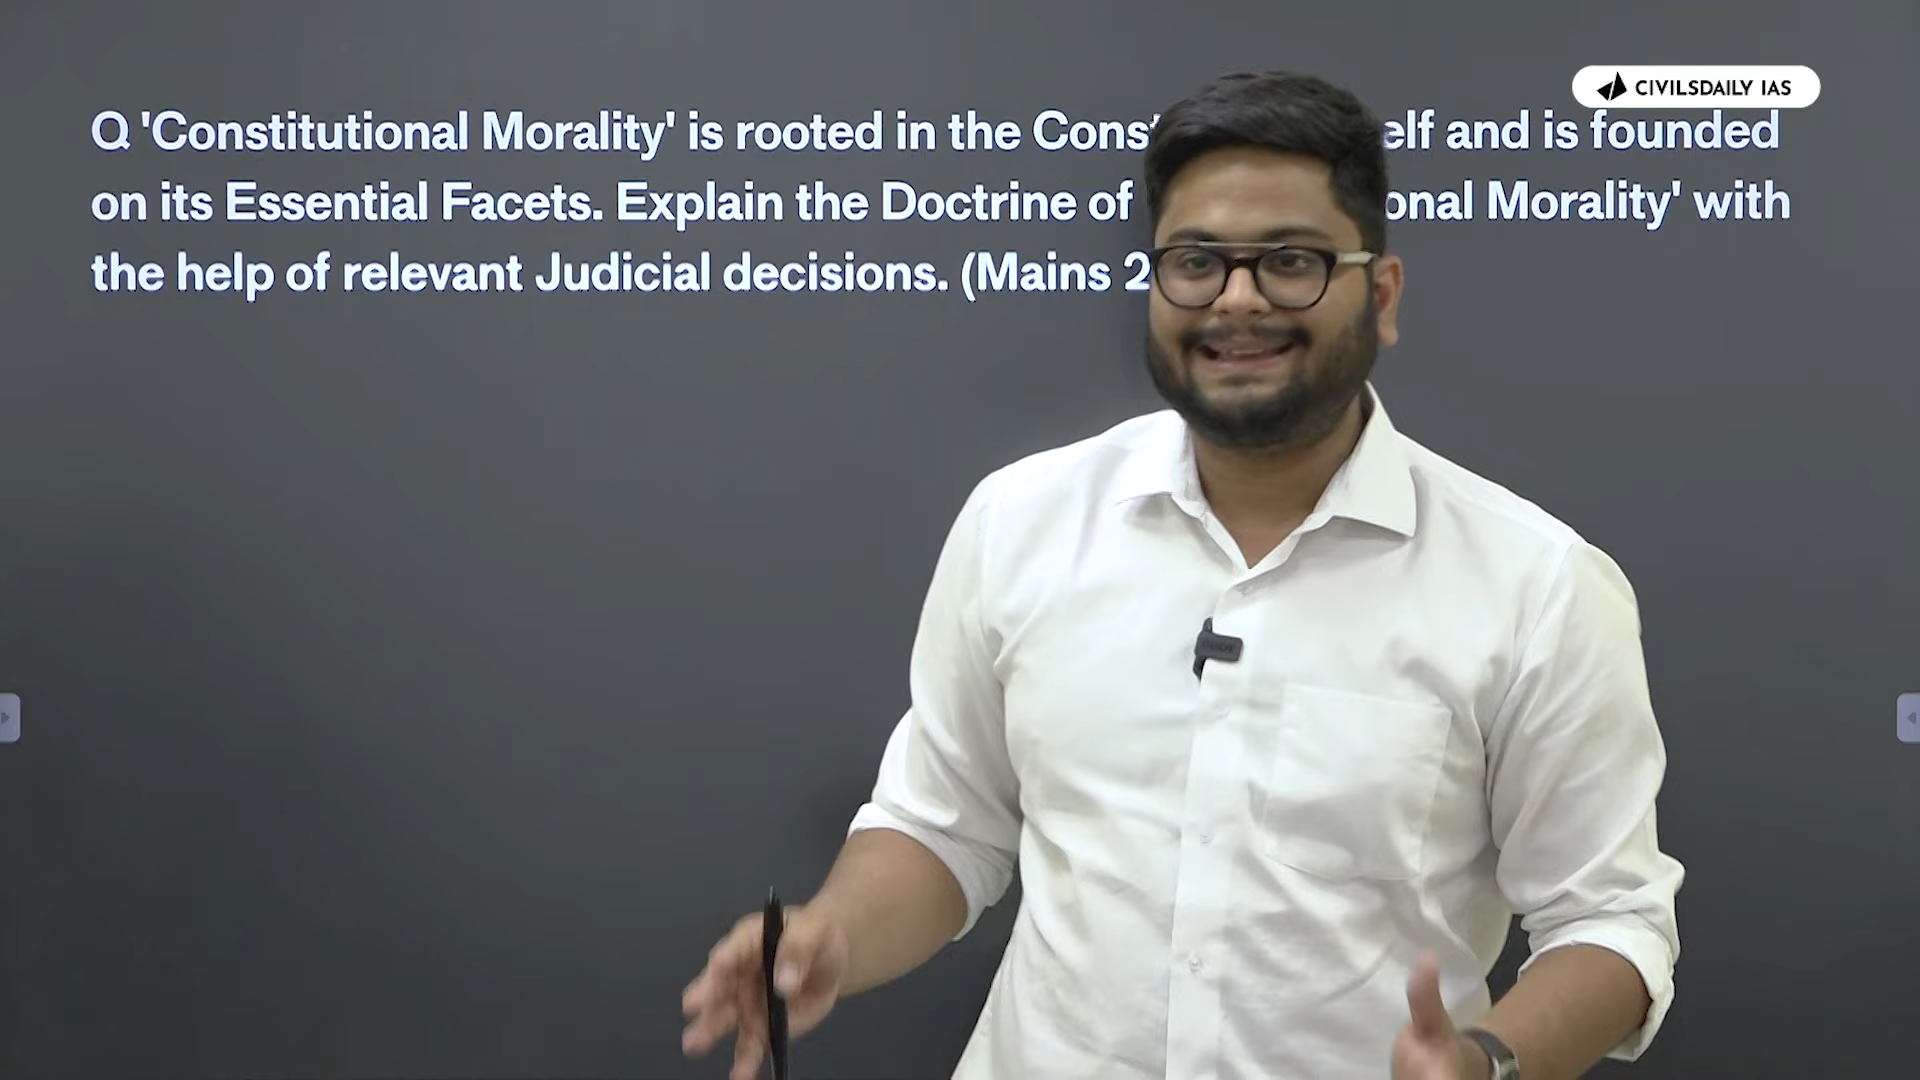 CIVILSDAILY IAS
Q 'Constitutional Morality' is rooted in the Const elf and is founded
on its Essential Facets. Explain the Doctrine of onal Morality' with
the help of relevant Judicial decisions. (Mains 2